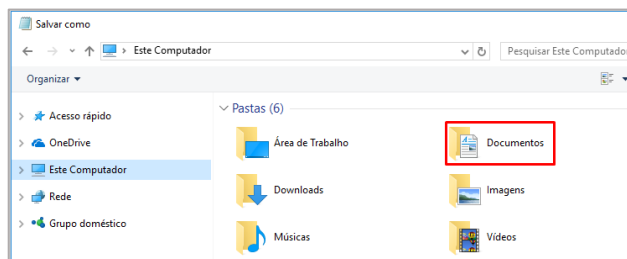 Salvar como
Este Computador
Pesquisar Este Computado
Organizar
Acesso rápido
OneDrive
Este Computador
Rede
Grupo doméstico
Pastas (6)
Área de Trabalho
Documentos
Downloads
Imagens
Músicas
Vídeos